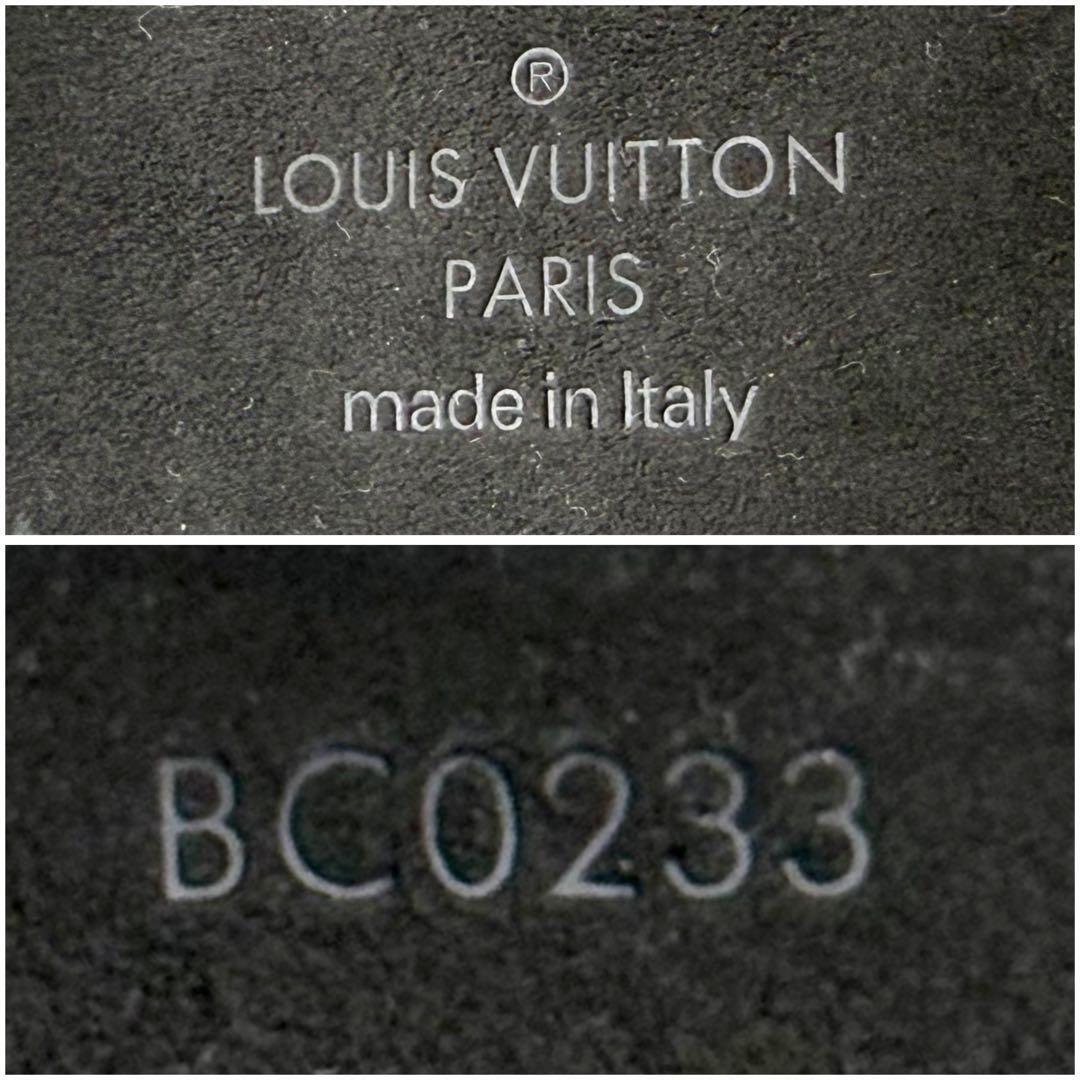 ®
LOUIS VUITTON
PARIS
made in Italy
BC0233